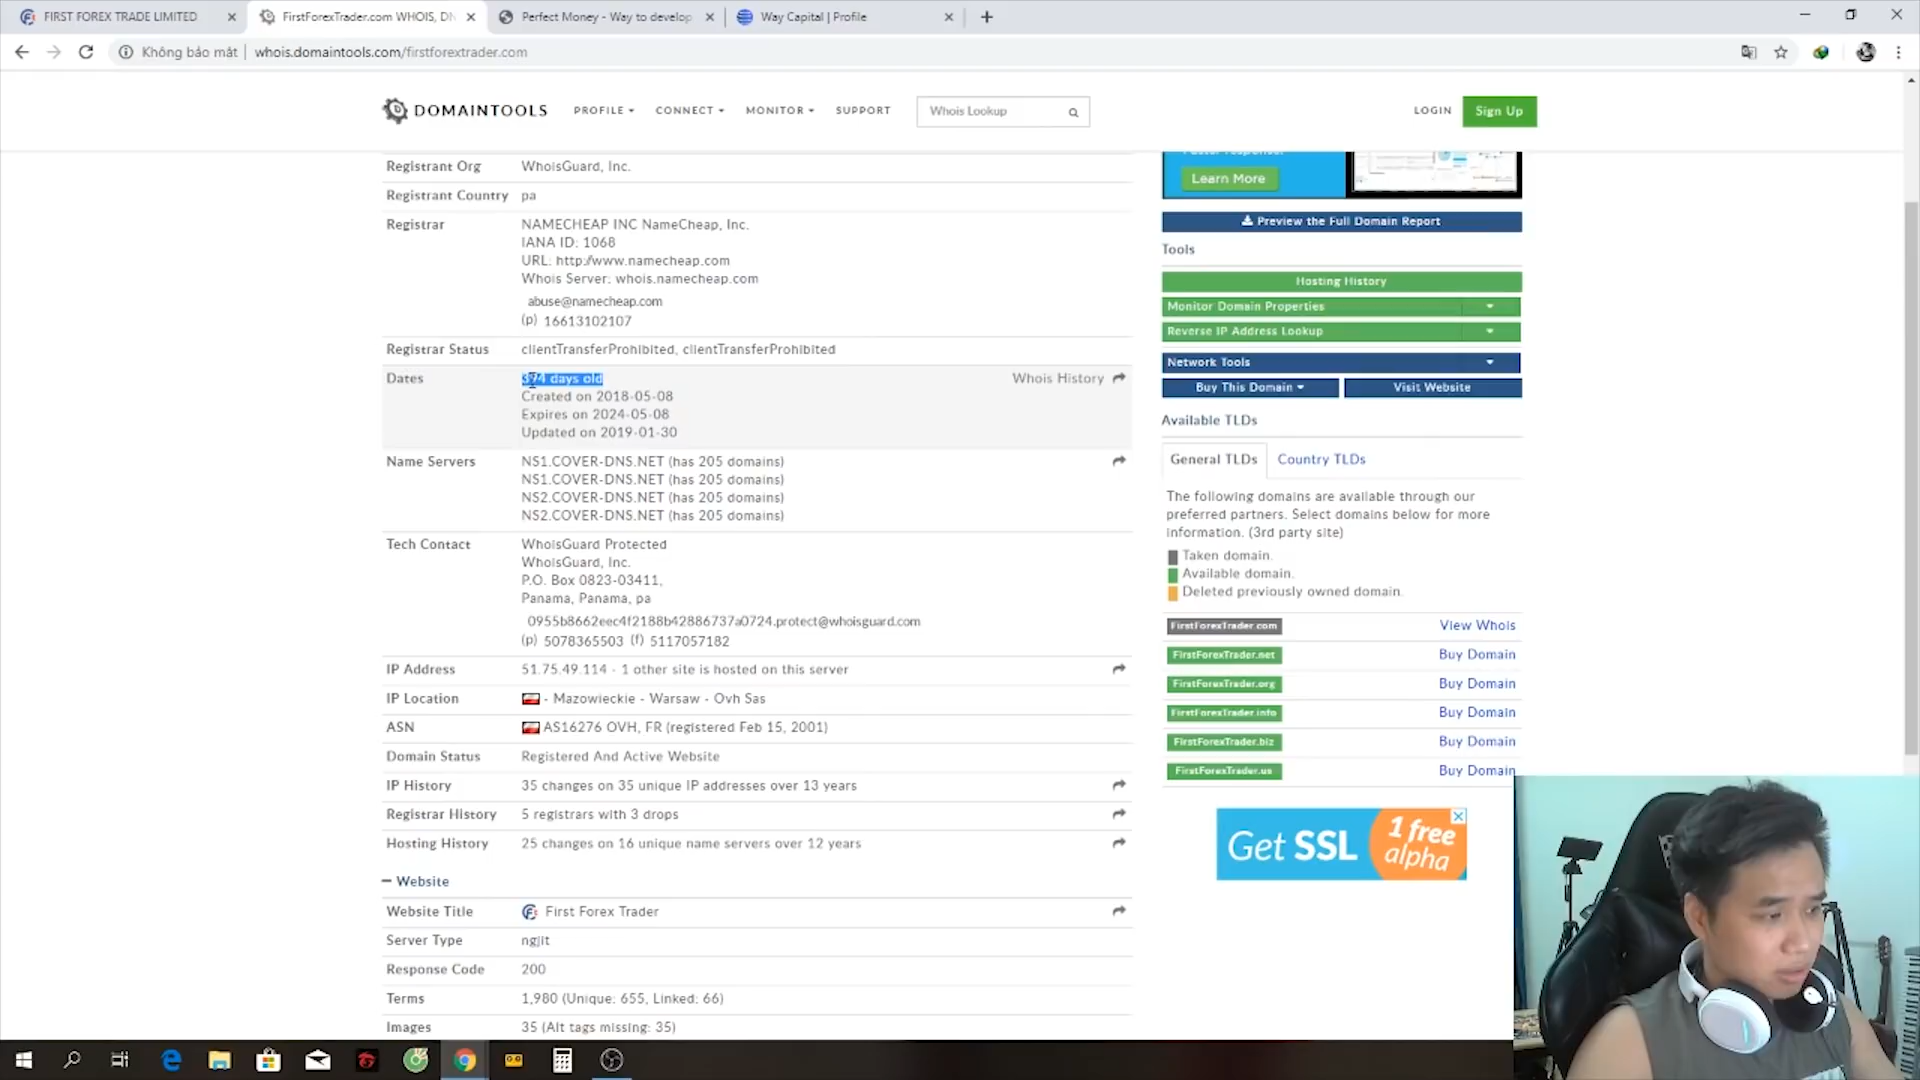 FIRST FOREX TRADE LIMITED
FirstForexTrader.com WHOIS, DN
Perfect Money - Way to develop
Way Capital | Profile
Không bảo mật
whois.domaintools.com/firstforextrader.com
DOMAINTOOLS
PROFILE
CONNECT
MONITOR
SUPPORT
Whois Lookup
LOGIN
Sign Up
Registrant Org WhoisGuard, Inc.
Registrant Country pa
Registrar NAMECHEAP INC NameCheap, Inc.
IANA ID: 1068
URL: http://www.namecheap.com
Whois Server: whois.namecheap.com
abuse@namecheap.com
(p) 16613102107
Registrar Status clientTransferProhibited, clientTransferProhibited
Dates 394 days old Whois History
Created on 2018-05-08
Expires on 2024-05-08
Updated on 2019-01-30
Name Servers NS1.COVER-DNS.NET (has 205 domains)
NS1.COVER-DNS.NET (has 205 domains)
NS2.COVER-DNS.NET (has 205 domains)
NS2.COVER-DNS.NET (has 205 domains)
Tech Contact WhoisGuard Protected
WhoisGuard, Inc.
P.O. Box 0823-03411,
Panama, Panama, pa
0955b8662eec4f2188b42886737a0724.protect@whoisguard.com
(p) 5078365503 (f) 5117057182
IP Address 51.75.49.114 - 1 other site is hosted on this server
IP Location - Mazowieckie - Warsaw - Ovh Sas
ASN AS16276 OVH, FR (registered Feb 15, 2001)
Domain Status Registered And Active Website
IP History 35 changes on 35 unique IP addresses over 13 years
Registrar History 5 registrars with 3 drops
Hosting History 25 changes on 16 unique name servers over 12 years
Website
Website Title First Forex Trader
Server Type ngjit
Response Code 200
Terms 1,980 (Unique: 655, Linked: 66)
Images 35 (Alt tags missing: 35)
Learn More
Preview the Full Domain Report
Tools
Hosting History
Monitor Domain Properties
Reverse IP Address Lookup
Network Tools
Buy This Domain
Visit Website
Available TLDs
General TLDs
Country TLDs
The following domains are available through our
preferred partners. Select domains below for more
information. (3rd party site)
Taken domain.
Available domain.
Deleted previously owned domain.
FirstForexTrader.com View Whois
FirstForexTrader.net Buy Domain
FirstForexTrader.org Buy Domain
FirstForexTrader.info Buy Domain
FirstForexTrader.biz Buy Domain
FirstForexTrader.us Buy Domain
Get SSL
1 free
alpha